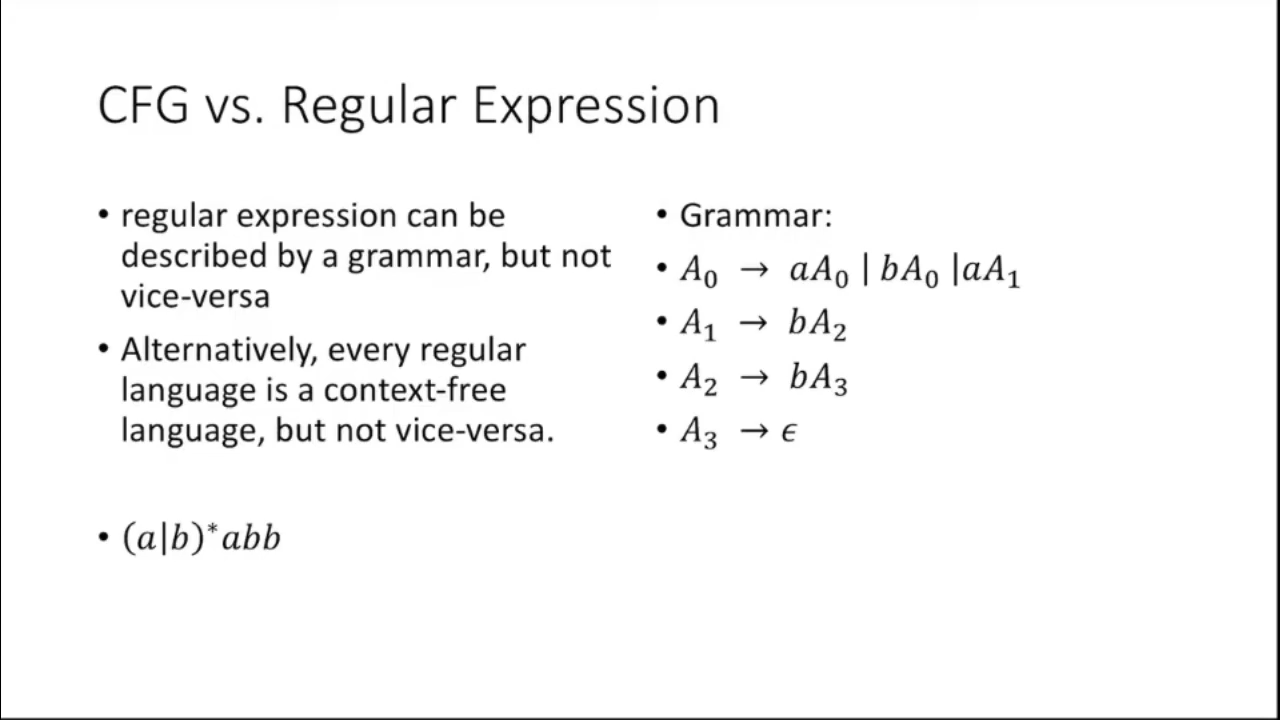 CFG vs. Regular Expression
• regular expression can be
described by a grammar, but not
vice-versa
• Alternatively, every regular
language is a context-free
language, but not vice-versa.
• (a|b)*abb
• Grammar:
• A₀ → aA₀ | bA₀ |aA₁
• A₁ → bA₂
• A₂ → bA₃
• A₃ → ϵ